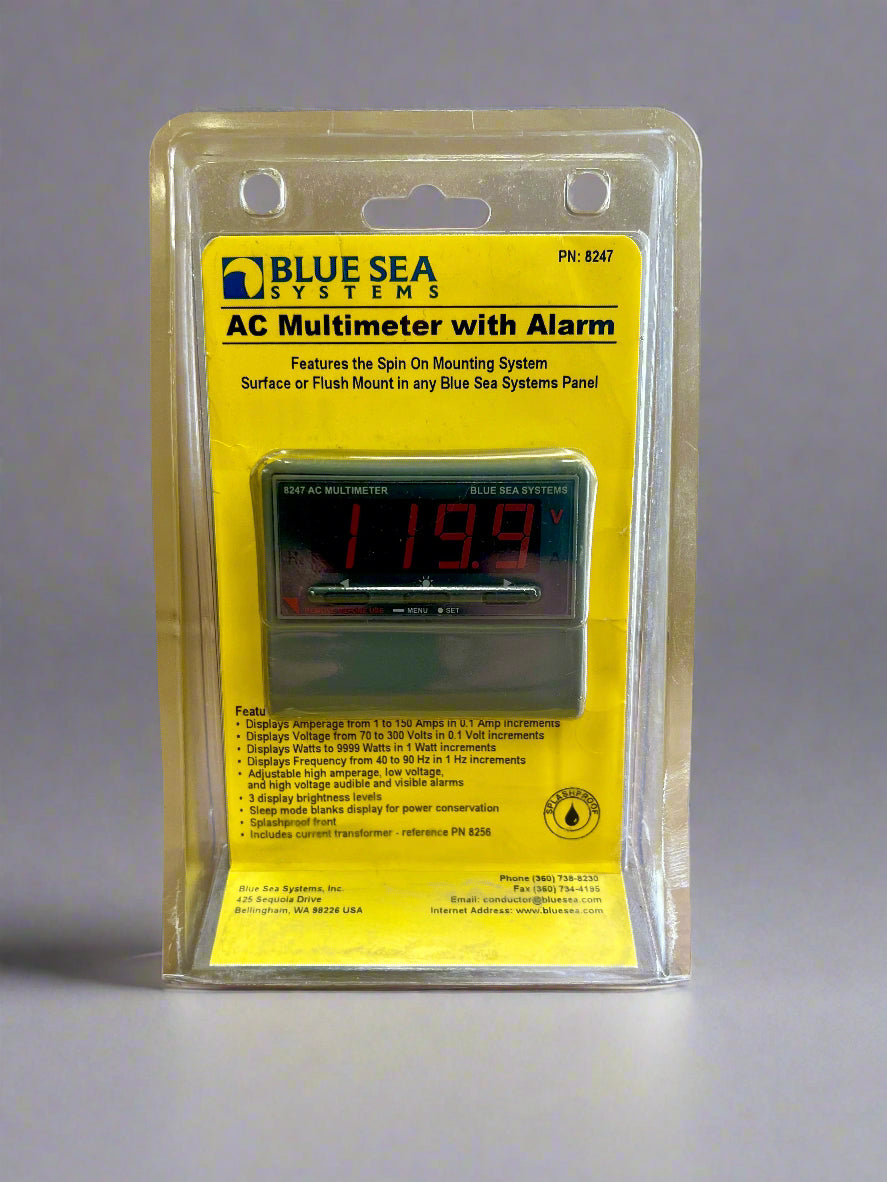 BLUE SEA
SYSTEMS
PN: 8247
AC Multimeter with Alarm
Features the Spin On Mounting System
Surface or Flush Mount in any Blue Sea Systems Panel
8247 AC MULTIMETER
BLUE SEA SYSTEMS
119.9
V
A
REMOVE BEFORE USE
MENU
SET
Featu
• Displays Amperage from 1 to 150 Amps in 0.1 Amp increments
• Displays Voltage from 70 to 300 Volts in 0.1 Volt increments
• Displays Watts to 9999 Watts in 1 Watt increments
• Displays Frequency from 40 to 90 Hz in 1 Hz increments
• Adjustable high amperage, low voltage,
and high voltage audible and visible alarms
• 3 display brightness levels
• Sleep mode blanks display for power conservation
• Splashproof front
• Includes current transformer - reference PN 8256
SPLASHPROOF
Blue Sea Systems, Inc.
425 Sequoia Drive
Bellingham, WA 98226 USA
Phone (360) 738-8230
Fax (360) 734-4195
Email: conductor@bluesea.com
Internet Address: www.bluesea.com